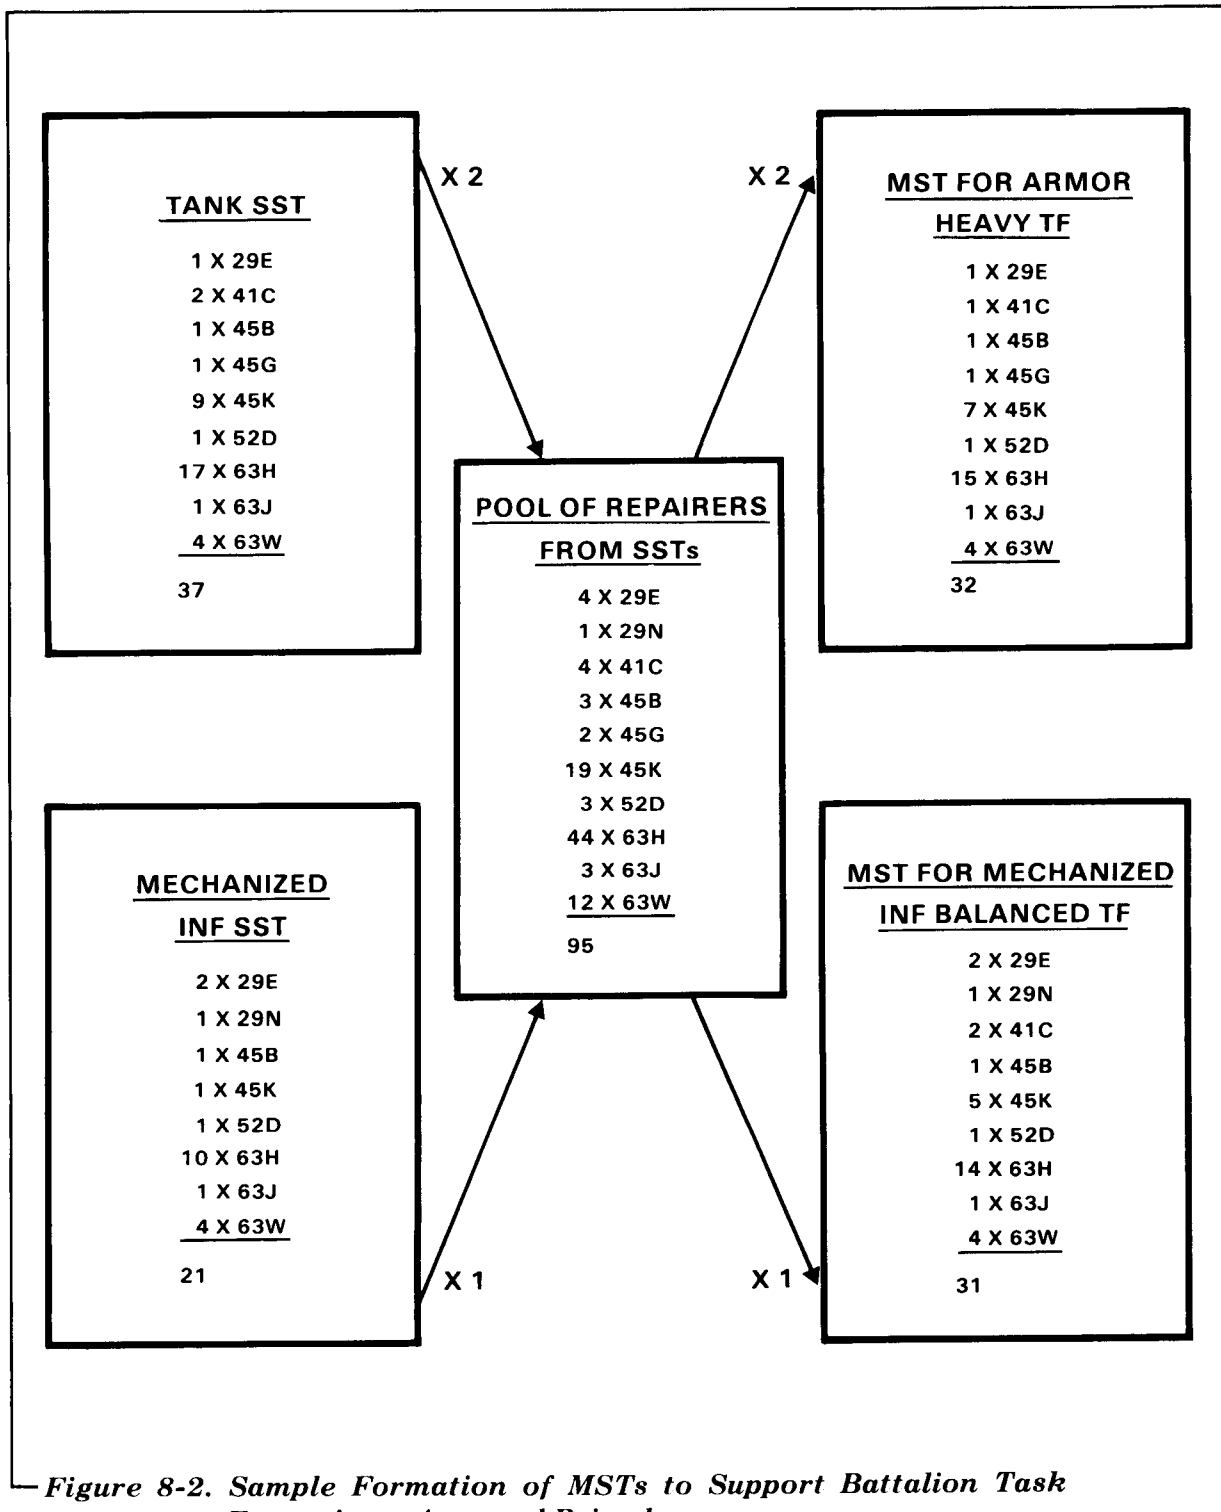 TANK SST
1 X 29E
2 X 41C
1 X 45B
1 X 45G
9 X 45K
1 X 52D
17 X 63H
1 X 63J
4 X 63W
37
X 2
X 2
MST FOR ARMOR
HEAVY TF
1 X 29E
1 X 41C
1 X 45B
1 X 45G
7 X 45K
1 X 52D
15 X 63H
1 X 63J
4 X 63W
32
POOL OF REPAIRERS
FROM SSTs
4 X 29E
1 X 29N
4 X 41C
3 X 45B
2 X 45G
19 X 45K
3 X 52D
44 X 63H
3 X 63J
12 X 63W
95
MECHANIZED
INF SST
2 X 29E
1 X 29N
1 X 45B
1 X 45K
1 X 52D
10 X 63H
1 X 63J
4 X 63W
21
X 1
X 1
MST FOR MECHANIZED
INF BALANCED TF
2 X 29E
1 X 29N
2 X 41C
1 X 45B
5 X 45K
1 X 52D
14 X 63H
1 X 63J
4 X 63W
31
Figure 8-2. Sample Formation of MSTs to Support Battalion Task